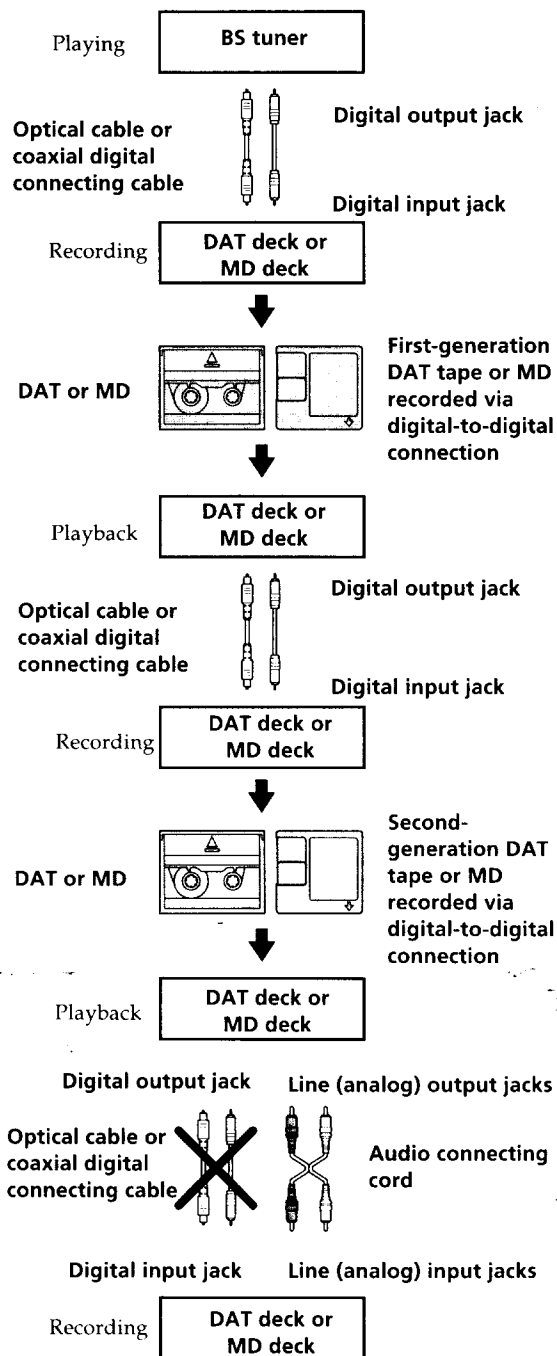 Playing
BS tuner
Optical cable or
coaxial digital
connecting cable
Digital output jack
Digital input jack
Recording
DAT deck or
MD deck
DAT or MD
First-generation
DAT tape or MD
recorded via
digital-to-digital
connection
Playback
DAT deck or
MD deck
Optical cable or
coaxial digital
connecting cable
Digital output jack
Digital input jack
Recording
DAT deck or
MD deck
DAT or MD
Second-
generation DAT
tape or MD
recorded via
digital-to-digital
connection
Playback
DAT deck or
MD deck
Digital output jack
Line (analog) output jacks
Optical cable or
coaxial digital
connecting cable
Audio connecting
cord
Digital input jack
Line (analog) input jacks
Recording
DAT deck or
MD deck